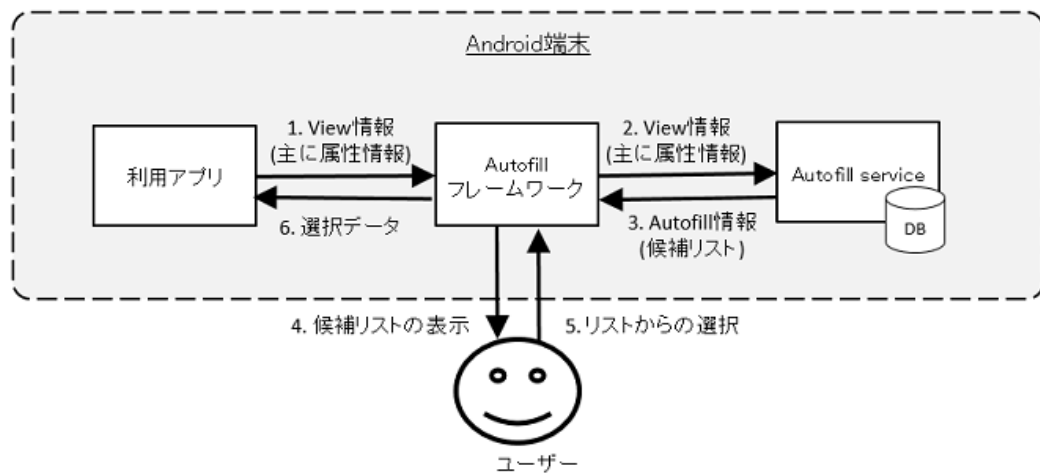 Android端末
1. View情報
(主に属性情報)
2. View情報
(主に属性情報)
利用アプリ
Autofill
フレームワーク
Autofill service
DB
6. 選択データ
3. Autofill情報
(候補リスト)
4. 候補リストの表示
5. リストからの選択
ユーザー